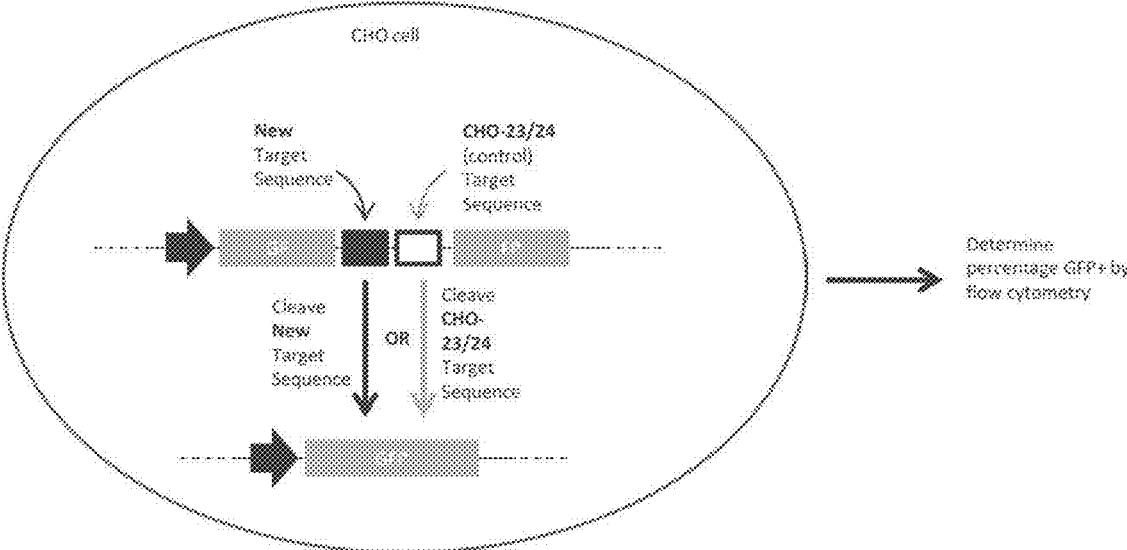 CHO cell
New
Target
Sequence
CHO-23/24
(control)
Target
Sequence
Cleave
New
Target
Sequence
OR
Cleave
CHO-
23/24
Target
Sequence
Determine
percentage GFP+ by
flow cytometry